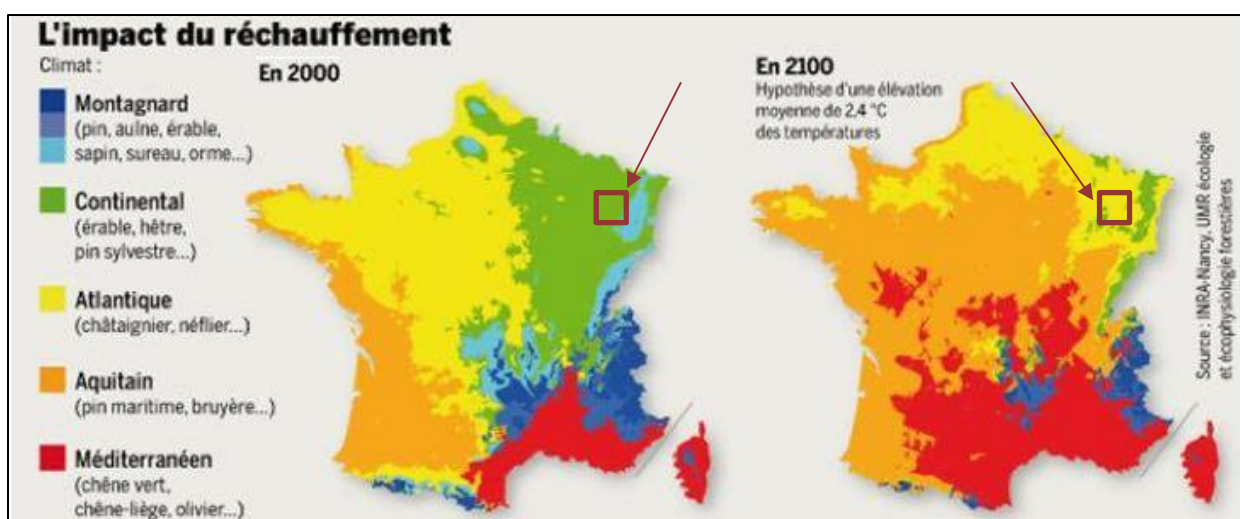 L'impact du réchauffement
Climat :
Montagnard
(pin, aulne, érable,
sapin, sureau, orme...)
Continental
(érable, hêtre,
pin sylvestre...)
Atlantique
(châtaignier, néflier...)
Aquitain
(pin maritime, bruyère...)
Méditerranéen
(chêne vert,
chêne-liège, olivier...)
En 2000
En 2100
Hypothèse d'une élévation
moyenne de 2,4 °C
des températures
Source : INRA-Nancy, UMR écologie
et écophysiologie forestières